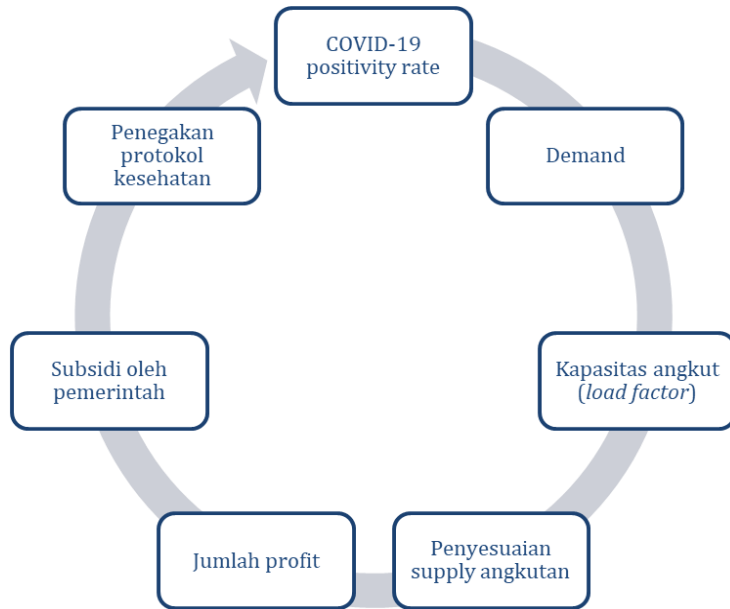 COVID-19
positivity rate
Demand
Kapasitas angkut
(load factor)
Penyesuaian
supply angkutan
Jumlah profit
Subsidi oleh
pemerintah
Penegakan
protokol
kesehatan